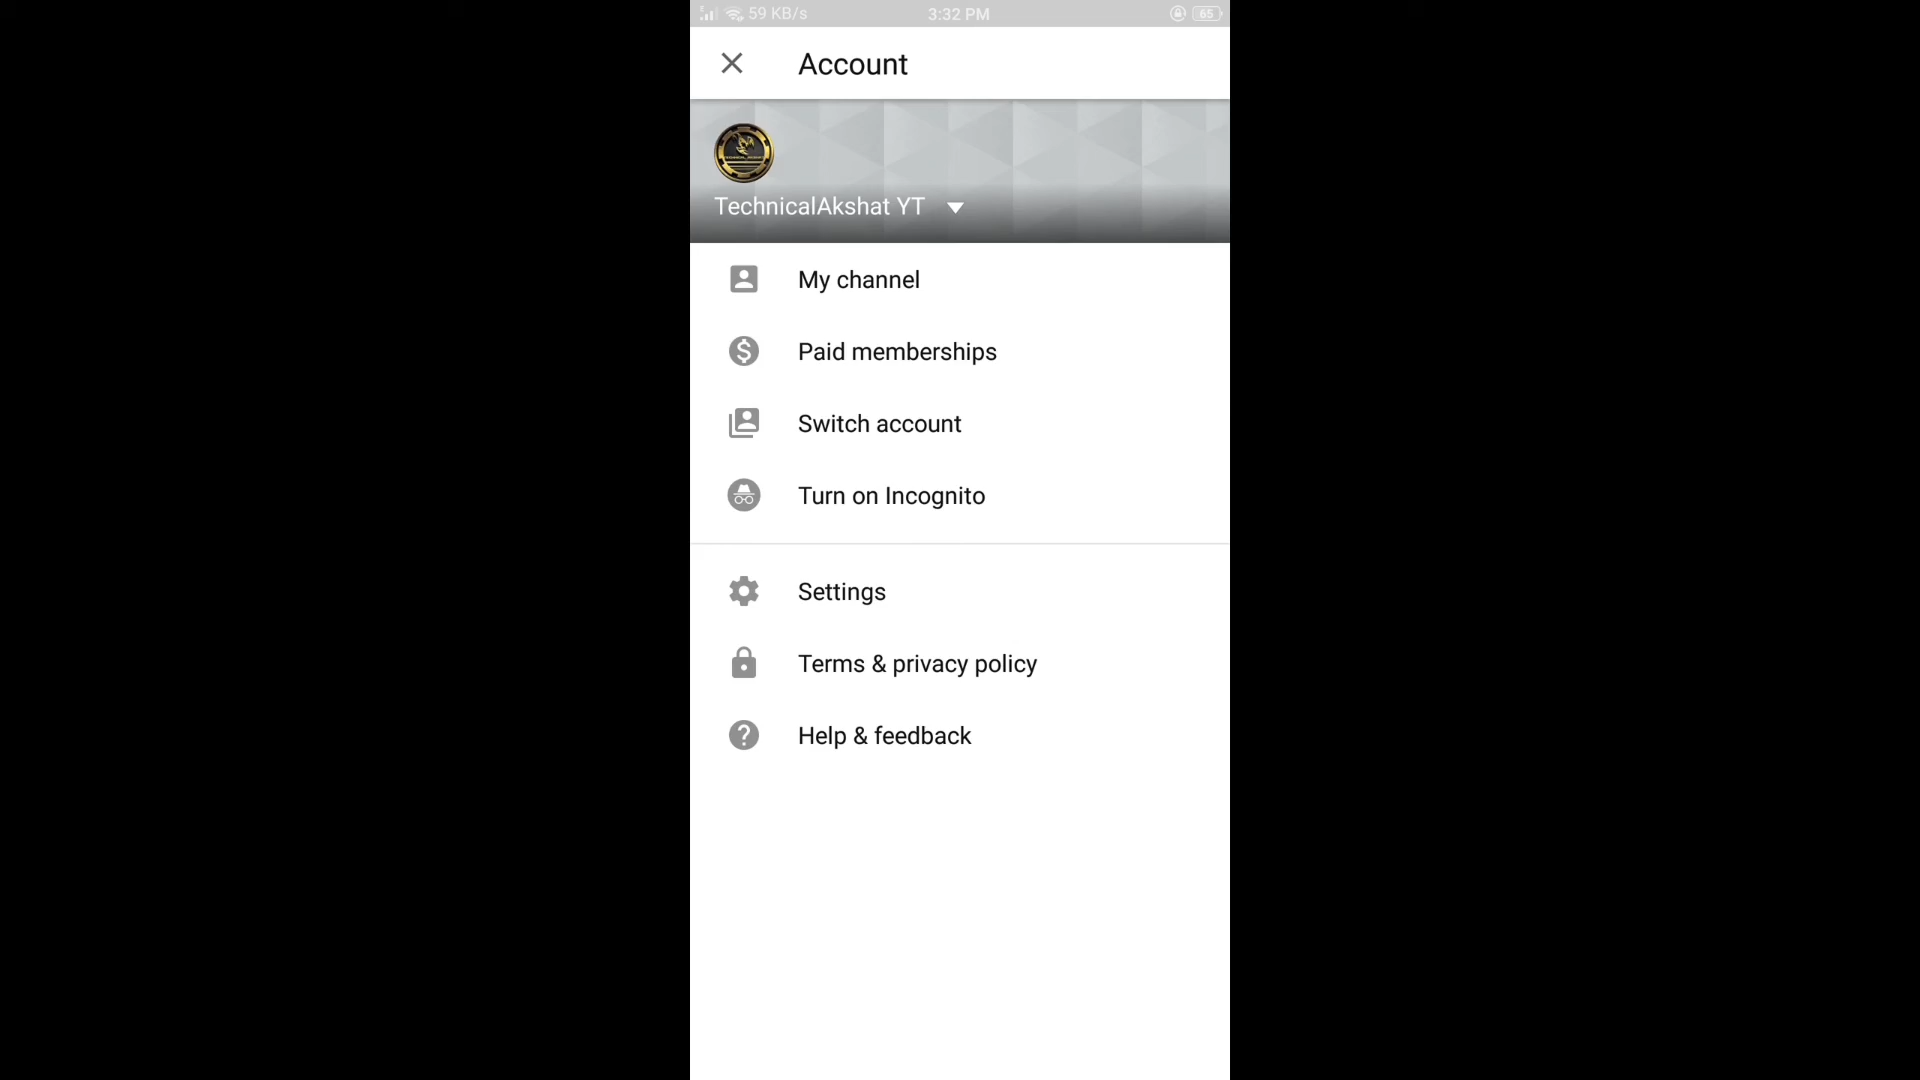 59 KB/s 3:32 PM 65
Account
TechnicalAkshat YT
My channel
Paid memberships
Switch account
Turn on Incognito
Settings
Terms & privacy policy
Help & feedback